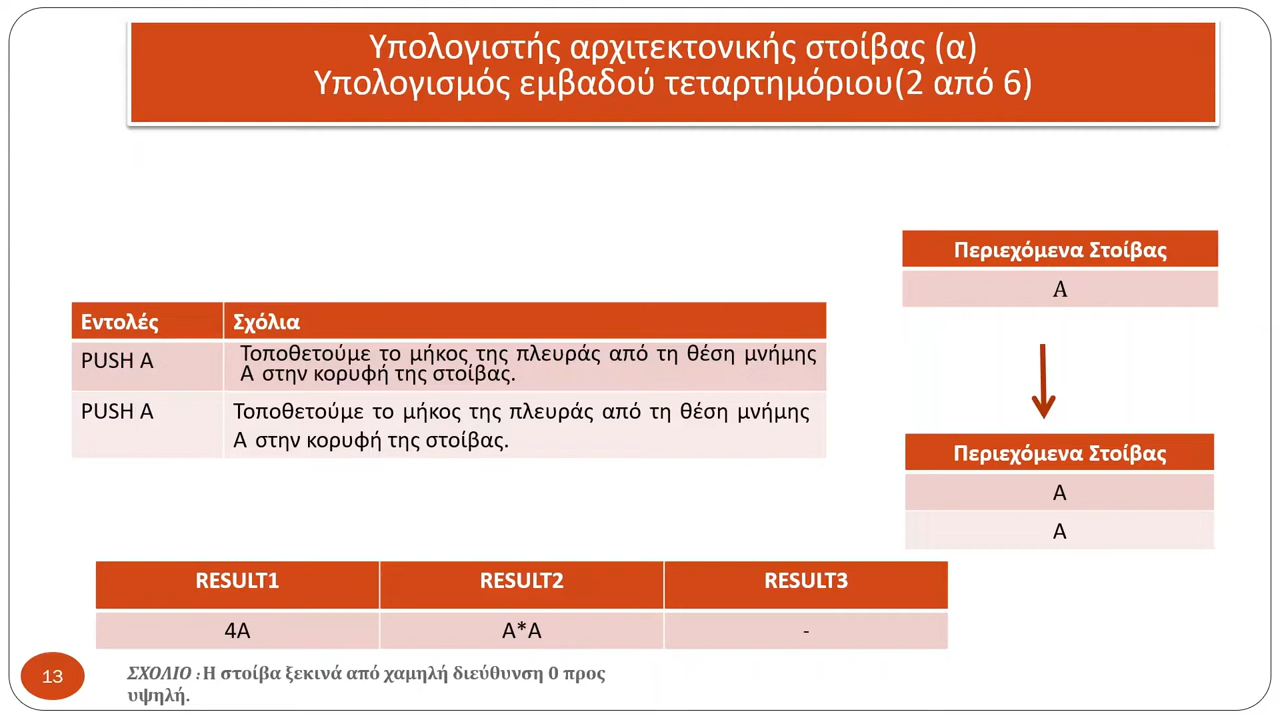 Υπολογιστής αρχιτεκτονικής στοίβας (α)
Υπολογισμός εμβαδού τεταρτημόριου(2 από 6)
Περιεχόμενα Στοίβας
Α
Εντολές Σχόλια
PUSH A Τοποθετούμε το μήκος της πλευράς από τη θέση μνήμης
Α στην κορυφή της στοίβας.
PUSH A Τοποθετούμε το μήκος της πλευράς από τη θέση μνήμης
Α στην κορυφή της στοίβας.
Περιεχόμενα Στοίβας
Α
Α
RESULT1 RESULT2 RESULT3
4A A*A -
13
ΣΧΟΛΙΟ : Η στοίβα ξεκινά από χαμηλή διεύθυνση 0 προς
υψηλή.